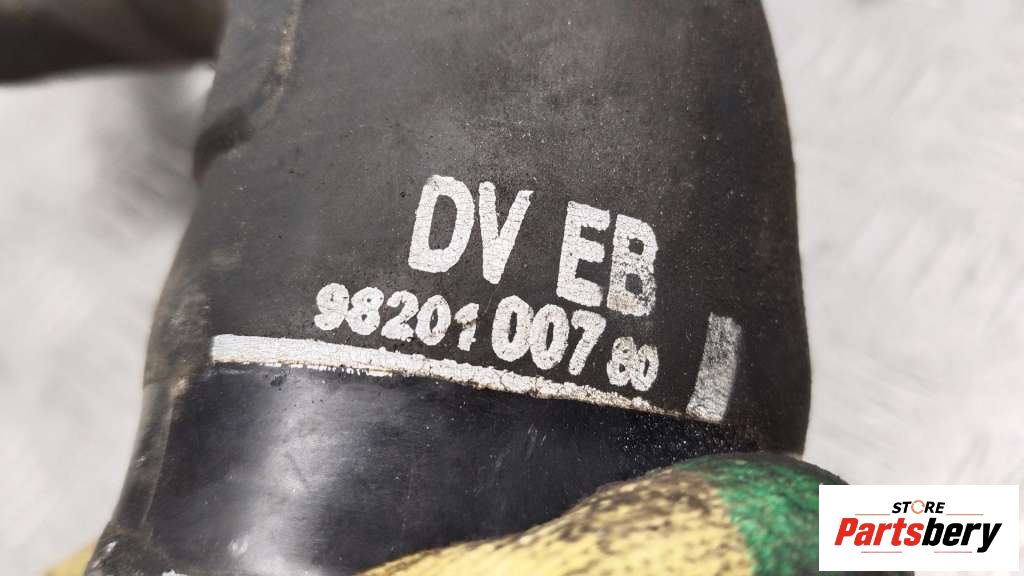 DV EB
98201 007 80
STORE
Partsbery